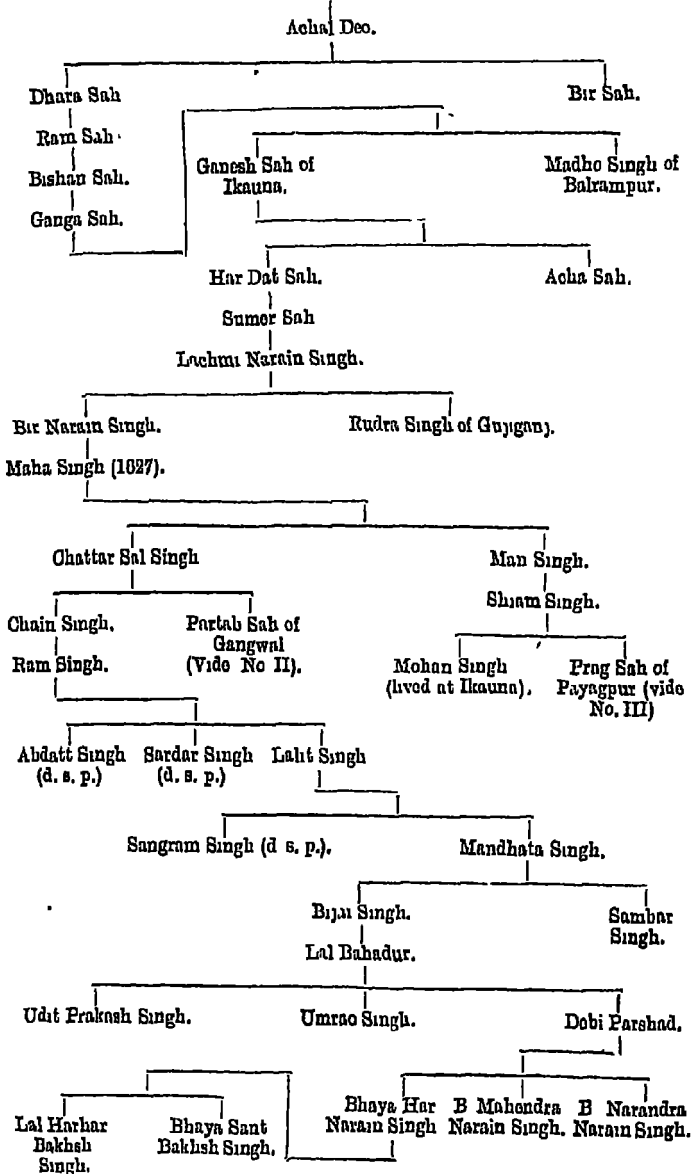 Achal Deo.
Dhara Sah
Bir Sah.
Ram Sah
Bishan Sah.
Ganga Sah.
Ganesh Sah of
Ikauna.
Madho Singh of
Balrampur.
Har Dat Sah.
Acha Sah.
Sumer Sah
Lachmi Narain Singh.
Bir Narain Singh.
Rudra Singh of Gujiganj.
Maha Singh (1627).
Chattar Sal Singh
Man Singh.
Shiam Singh.
Chain Singh.
Partab Sah of
Gangwal
(Vide No II).
Ram Singh.
Mohan Singh
(lived at Ikauna).
Prag Sah of
Payagpur (vide
No. III)
Abdatt Singh
(d. s. p.)
Sardar Singh
(d. s. p.)
Lalit Singh
Sangram Singh (d s. p.).
Mandhata Singh.
Bijai Singh.
Sambar
Singh.
Lal Bahadur.
Udit Prakash Singh.
Umrao Singh.
Debi Parshad.
Bhaya Har
Narain Singh
B Mahendra
Narain Singh.
B Narandra
Narain Singh.
Lal Harhar
Bakhsh
Singh.
Bhaya Sant
Bakhsh Singh.